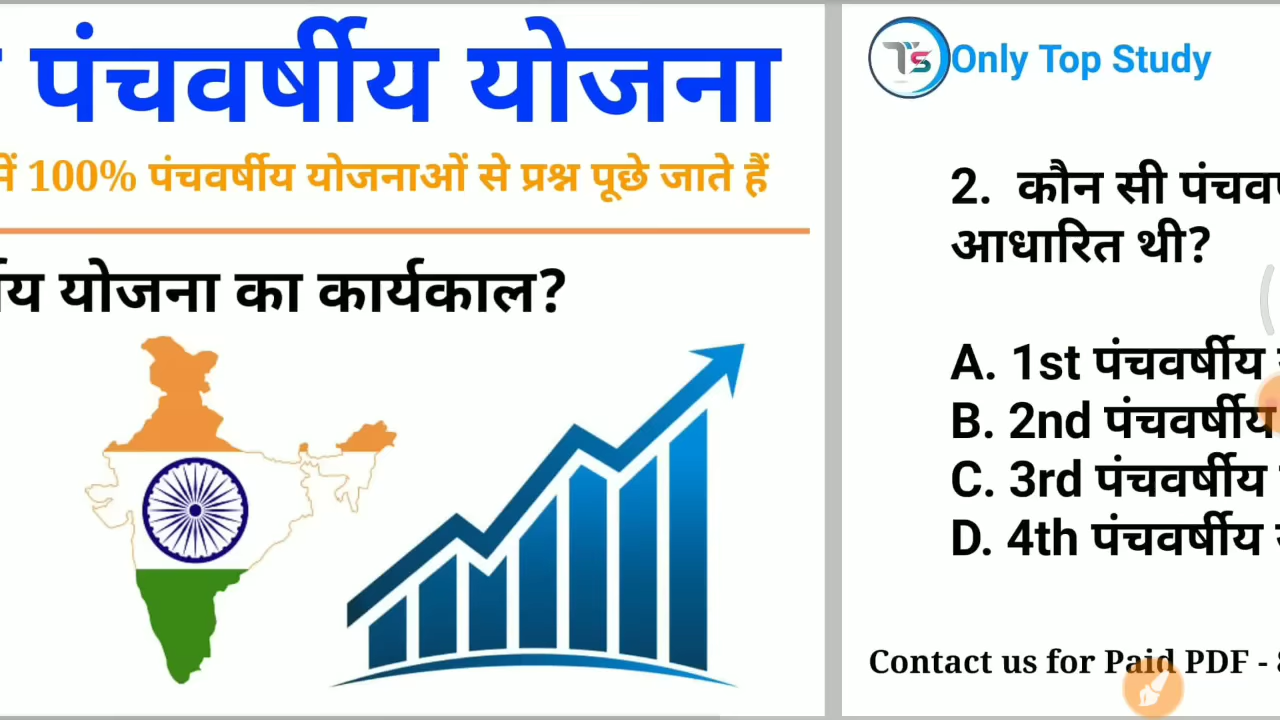 पंचवर्षीय योजना
में 100% पंचवर्षीय योजनाओं से प्रश्न पूछे जाते हैं
योजना का कार्यकाल?
TS Only Top Study
2. कौन सी
आधारित थी?
A. 1st पंचवर्षीय
B. 2nd पंचवर्षीय
C. 3rd पंचवर्षीय
D. 4th पंचवर्षीय
Contact us for Paid PDF -